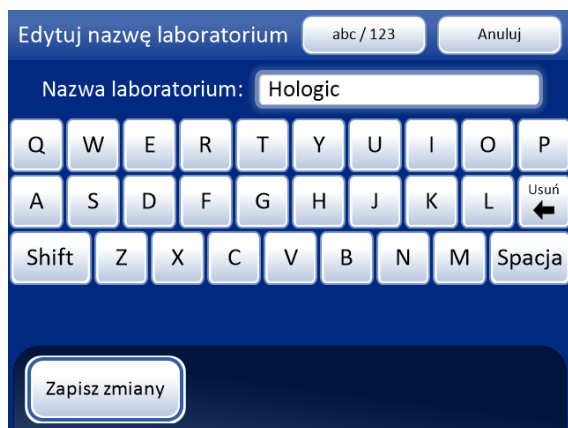 Edytuj nazwę laboratorium abc / 123 Anuluj
Nazwa laboratorium: Hologic
Q W E R T Y U I O P
A S D F G H J K L Usuń
Shift Z X C V B N M Spacja
Zapisz zmiany